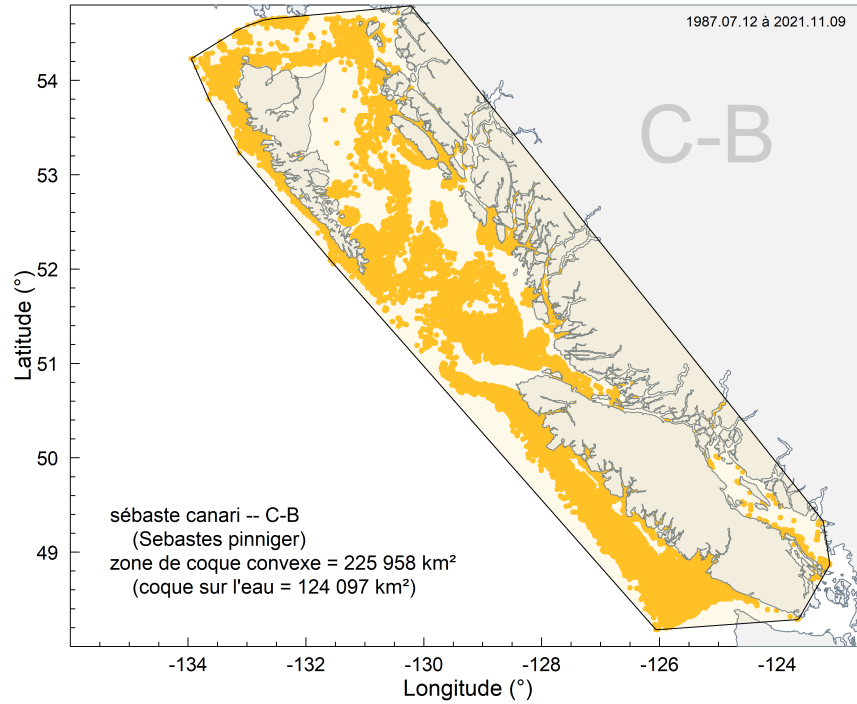 1987.07.12 à 2021.11.09
C-B
54
53
52
51
50
49
Latitude (°)
sébaste canari -- C-B
(Sebastes pinniger)
zone de coque convexe = 225 958 km²
(coque sur l'eau = 124 097 km²)
-134
-132
-130
-128
-126
-124
Longitude (°)